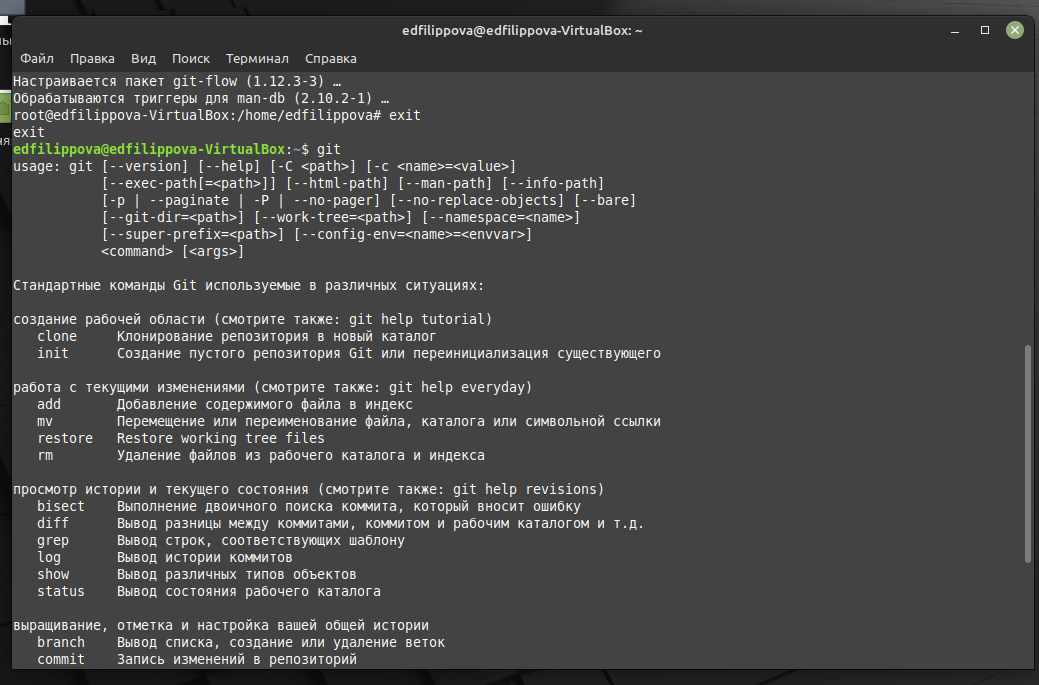 edfilippova@edfilippova-VirtualBox: ~
Файл Правка Вид Поиск Терминал Справка
Настраивается пакет git-flow (1.12.3-3) …
Обрабатываются триггеры для man-db (2.10.2-1) …
root@edfilippova-VirtualBox:/home/edfilippova# exit
exit
edfilippova@edfilippova-VirtualBox:~$ git
usage: git [--version] [--help] [-C <path>] [-c <name>=<value>]
           [--exec-path[=<path>]] [--html-path] [--man-path] [--info-path]
           [-p | --paginate | -P | --no-pager] [--no-replace-objects] [--bare]
           [--git-dir=<path>] [--work-tree=<path>] [--namespace=<name>]
           [--super-prefix=<path>] [--config-env=<name>=<envvar>]
           <command> [<args>]
Стандартные команды Git используемые в различных ситуациях:
создание рабочей области (смотрите также: git help tutorial)
   clone     Клонирование репозитория в новый каталог
   init      Создание пустого репозитория Git или переинициализация существующего
работа с текущими изменениями (смотрите также: git help everyday)
   add       Добавление содержимого файла в индекс
   mv        Перемещение или переименование файла, каталога или символьной ссылки
   restore   Restore working tree files
   rm        Удаление файлов из рабочего каталога и индекса
просмотр истории и текущего состояния (смотрите также: git help revisions)
   bisect    Выполнение двоичного поиска коммита, который вносит ошибку
   diff      Вывод разницы между коммитами, коммитом и рабочим каталогом и т.д.
   grep      Вывод строк, соответствующих шаблону
   log       Вывод истории коммитов
   show      Вывод различных типов объектов
   status    Вывод состояния рабочего каталога
выращивание, отметка и настройка вашей общей истории
   branch    Вывод списка, создание или удаление веток
   commit    Запись изменений в репозиторий